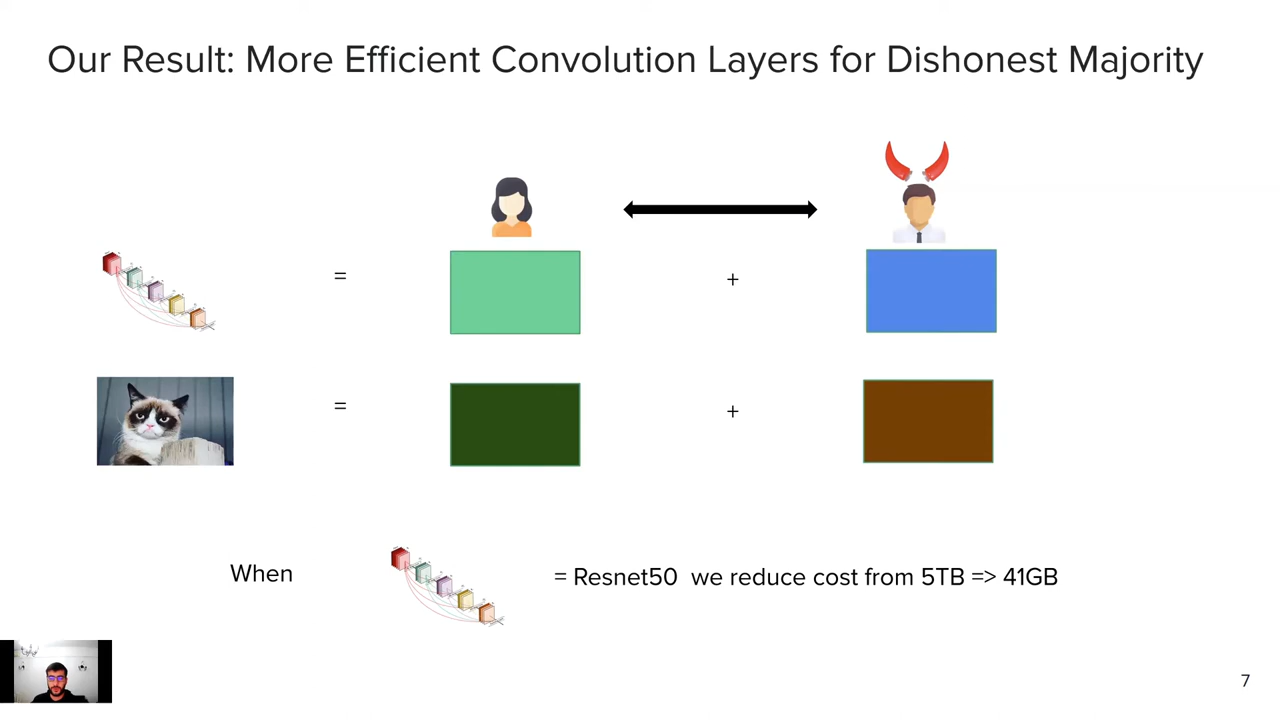 Our Result: More Efficient Convolution Layers for Dishonest Majority
= +
= +
When = Resnet50 we reduce cost from 5TB => 41GB
7